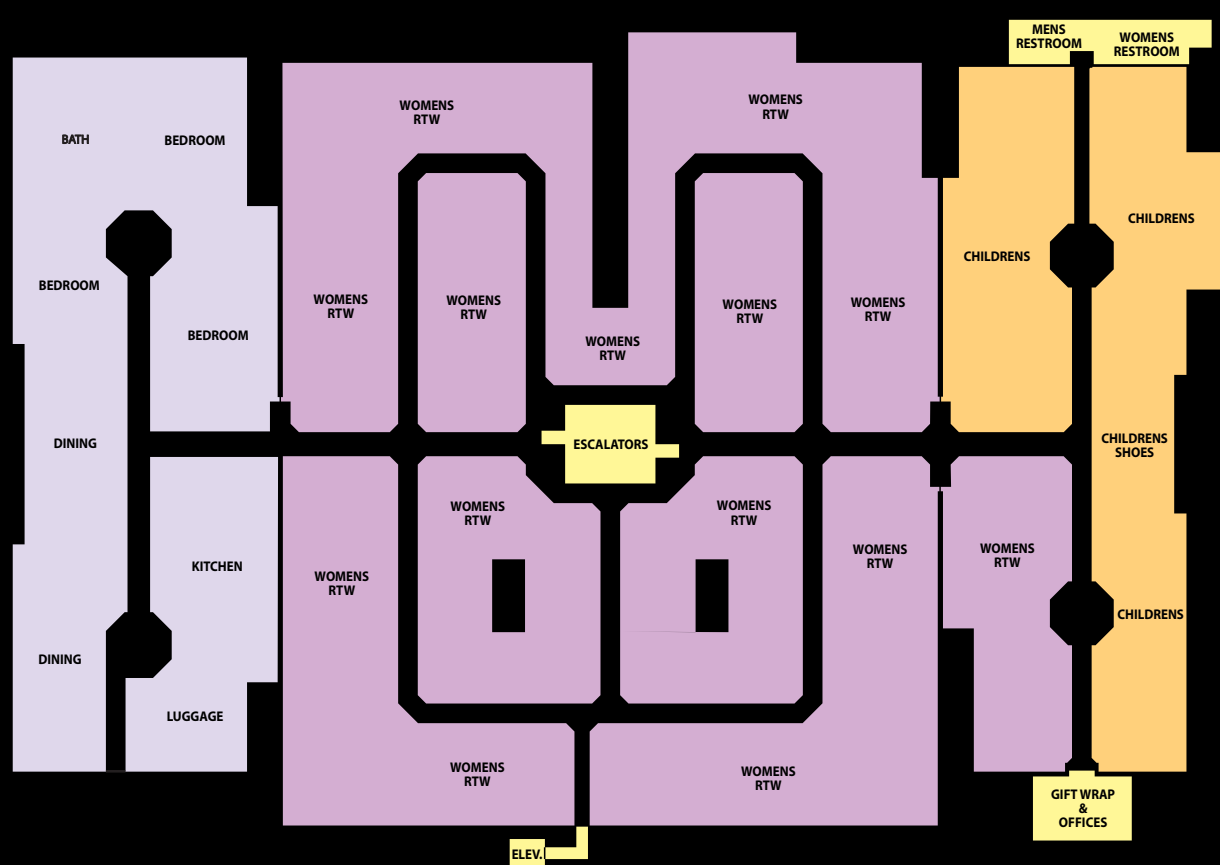 MENS
RESTROOM
WOMENS
RESTROOM
WOMENS
RTW
WOMENS
RTW
BATH
BEDROOM
CHILDRENS
CHILDRENS
BEDROOM
WOMENS
RTW
WOMENS
RTW
WOMENS
RTW
WOMENS
RTW
BEDROOM
WOMENS
RTW
DINING
ESCALATORS
CHILDRENS
SHOES
WOMENS
RTW
WOMENS
RTW
WOMENS
RTW
WOMENS
RTW
KITCHEN
WOMENS
RTW
CHILDRENS
DINING
LUGGAGE
WOMENS
RTW
WOMENS
RTW
GIFT WRAP
&
OFFICES
ELEV.